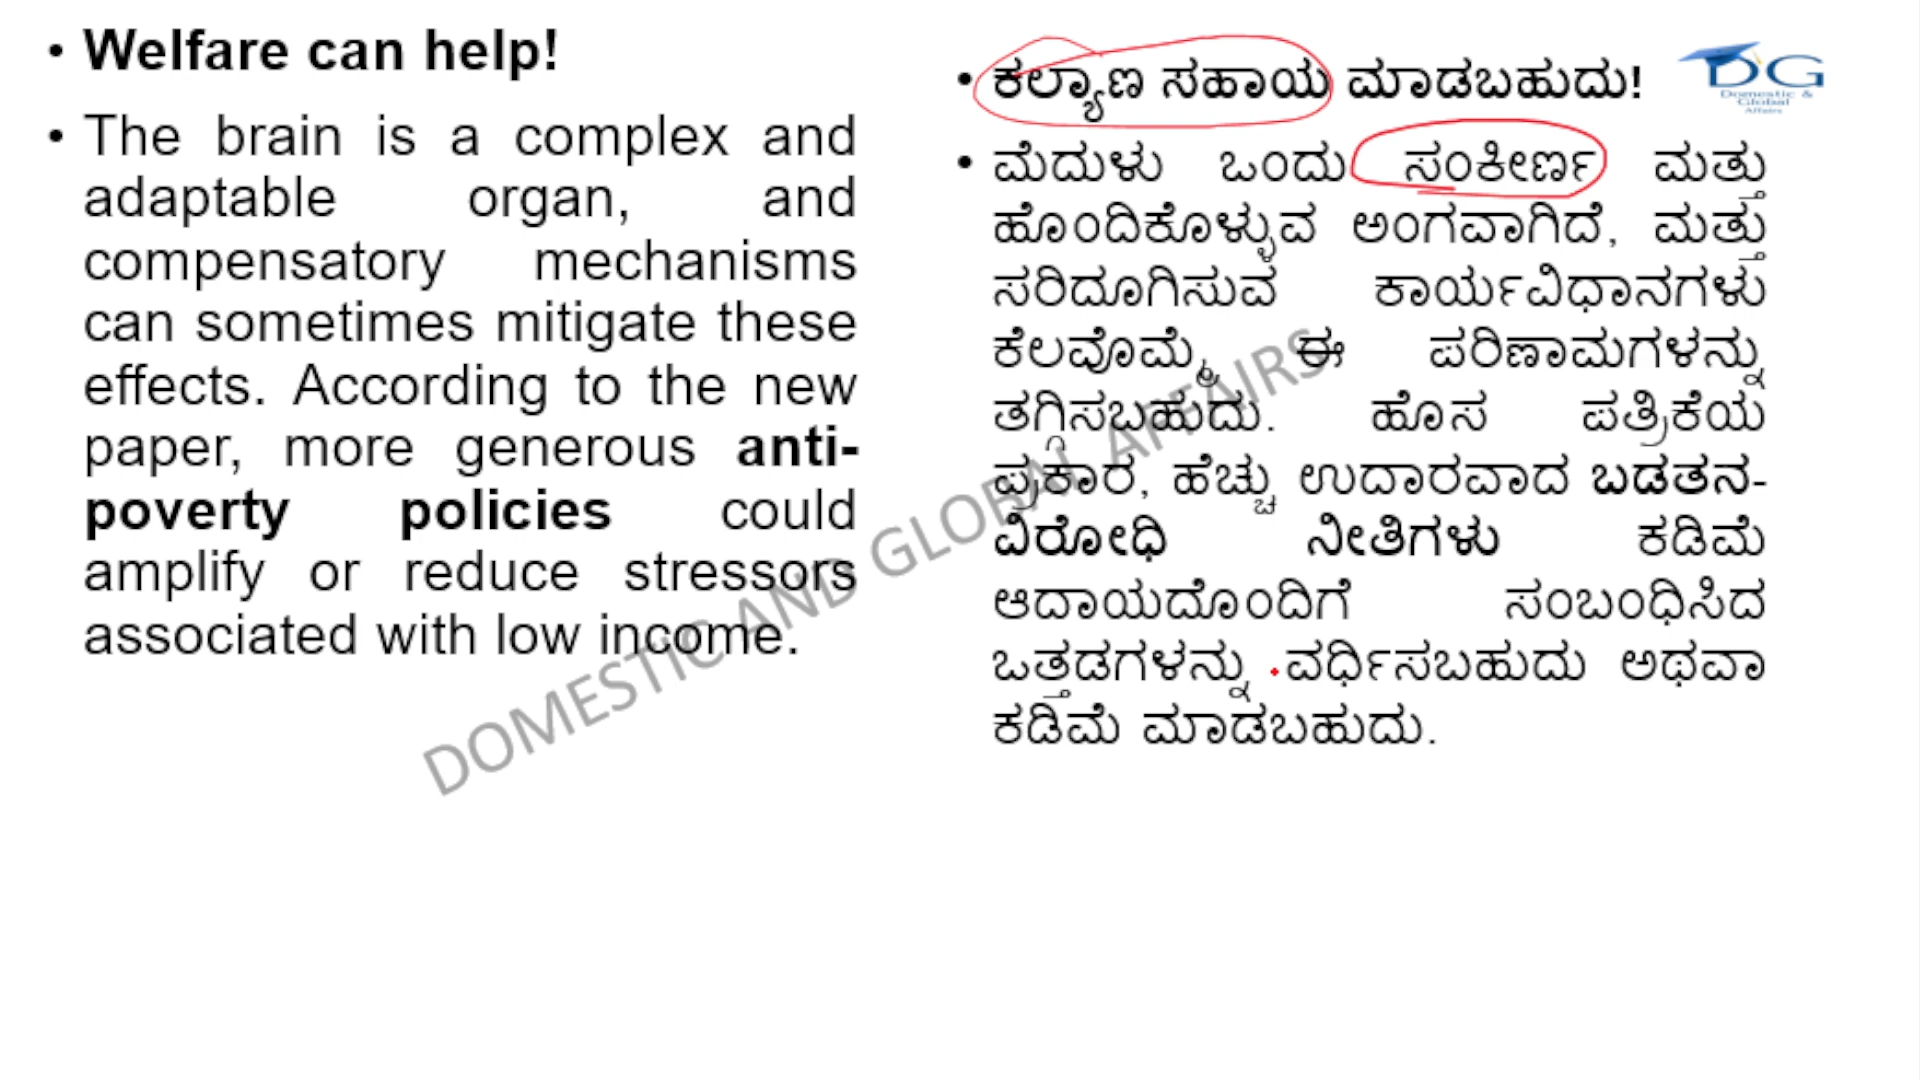 • Welfare can help!
• The brain is a complex and
adaptable organ, and
compensatory mechanisms
can sometimes mitigate these
effects. According to the new
paper, more generous anti-
poverty policies could
amplify or reduce stressors
associated with low income.
• ಕಲ್ಯಾಣ ಸಹಾಯ ಮಾಡಬಹುದು!
• ಮೆದುಳು ಒಂದು ಸಂಕೀರ್ಣ ಮತ್ತು
ಹೊಂದಿಕೊಳ್ಳುವ ಅಂಗವಾಗಿದೆ, ಮತ್ತು
ಸರಿದೂಗಿಸುವ ಕಾರ್ಯವಿಧಾನಗಳು
ಕೆಲವೊಮ್ಮೆ ಈ ಪರಿಣಾಮಗಳನ್ನು
ತಗ್ಗಿಸಬಹುದು. ಹೊಸ ಪತ್ರಿಕೆಯ
ಪ್ರಕಾರ, ಹೆಚ್ಚು ಉದಾರವಾದ ಬಡತನ-
ವಿರೋಧಿ ನೀತಿಗಳು ಕಡಿಮೆ
ಆದಾಯದೊಂದಿಗೆ ಸಂಬಂಧಿಸಿದ
ಒತ್ತಡಗಳನ್ನು ವರ್ಧಿಸಬಹುದು ಅಥವಾ
ಕಡಿಮೆ ಮಾಡಬಹುದು.
DG
Domestic &
Global
Affairs
DOMESTIC AND GLOBAL AFFAIRS